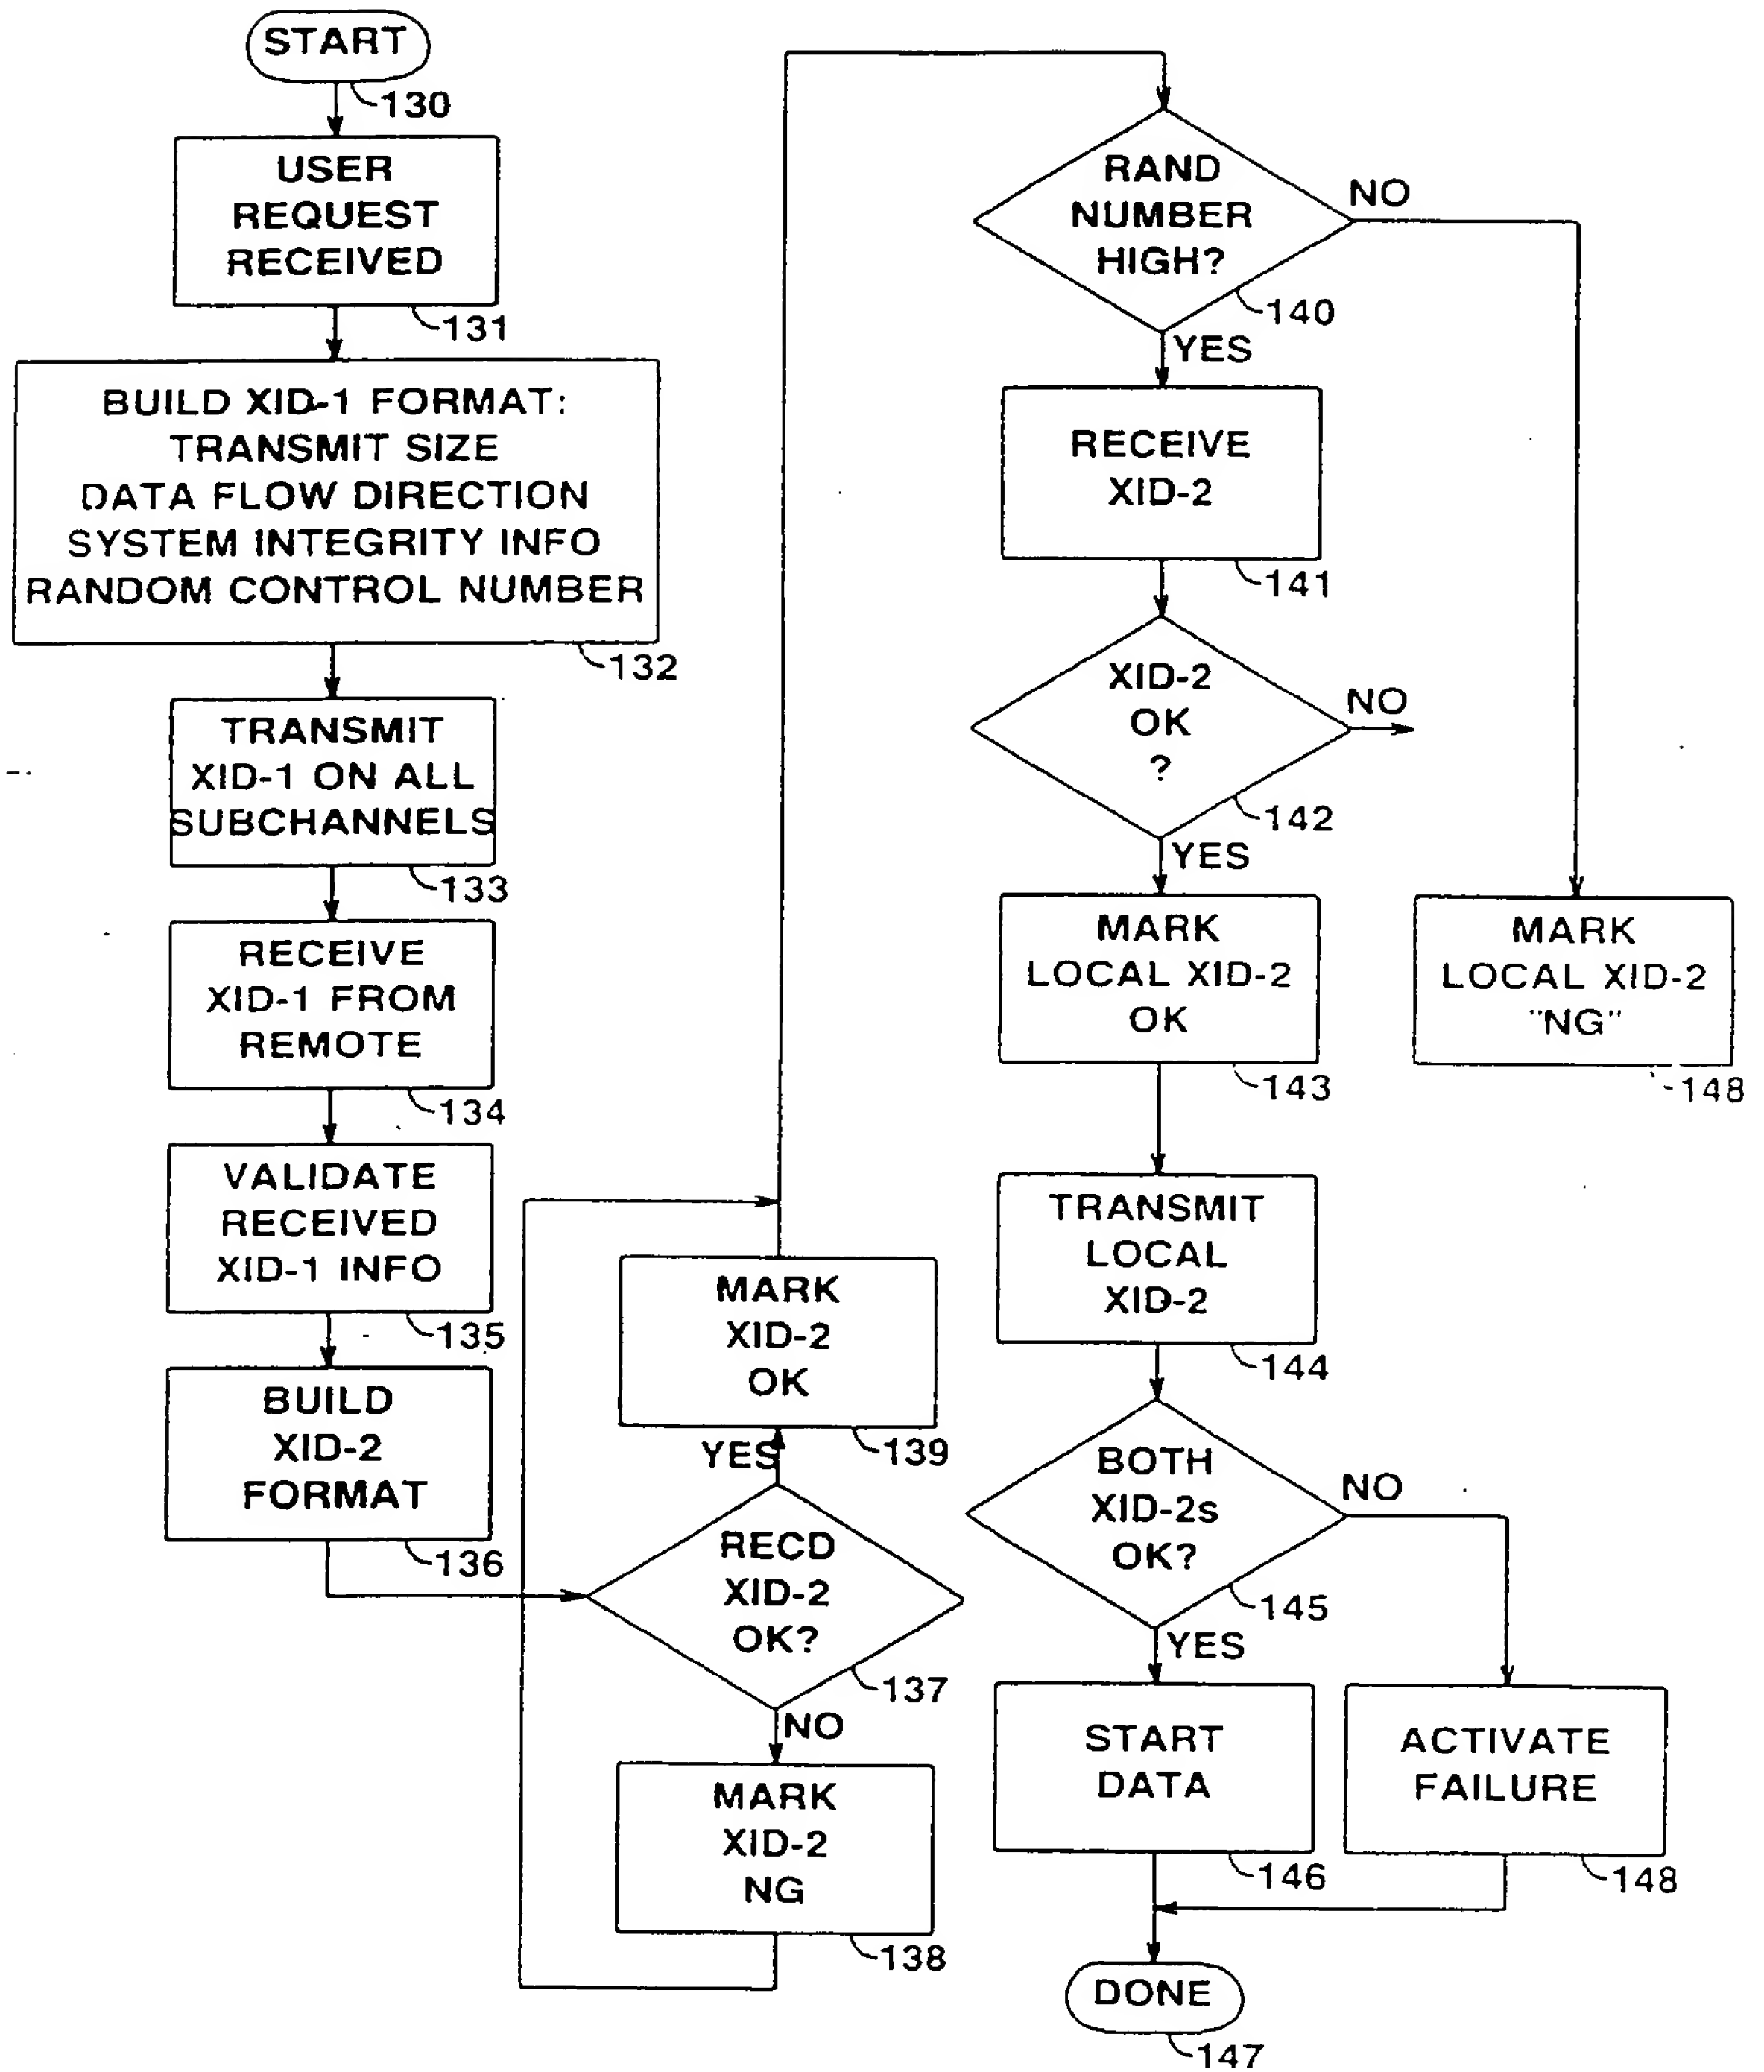 START
130
USER
REQUEST
RECEIVED
131
BUILD XID-1 FORMAT:
TRANSMIT SIZE
DATA FLOW DIRECTION
SYSTEM INTEGRITY INFO
RANDOM CONTROL NUMBER
132
TRANSMIT
XID-1 ON ALL
SUBCHANNELS
133
RECEIVE
XID-1 FROM
REMOTE
134
VALIDATE
RECEIVED
XID-1 INFO
135
BUILD
XID-2
FORMAT
136
RECD
XID-2
OK?
137
YES
MARK
XID-2
OK
139
NO
MARK
XID-2
NG
138
RAND
NUMBER
HIGH?
140
NO
YES
RECEIVE
XID-2
141
XID-2
OK
?
142
NO
YES
MARK
LOCAL XID-2
OK
143
MARK
LOCAL XID-2
"NG"
148
TRANSMIT
LOCAL
XID-2
144
BOTH
XID-2s
OK?
145
NO
YES
START
DATA
146
ACTIVATE
FAILURE
148
DONE
147